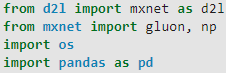 from d2l import mxnet as d2l
from mxnet import gluon, np
import os
import pandas as pd